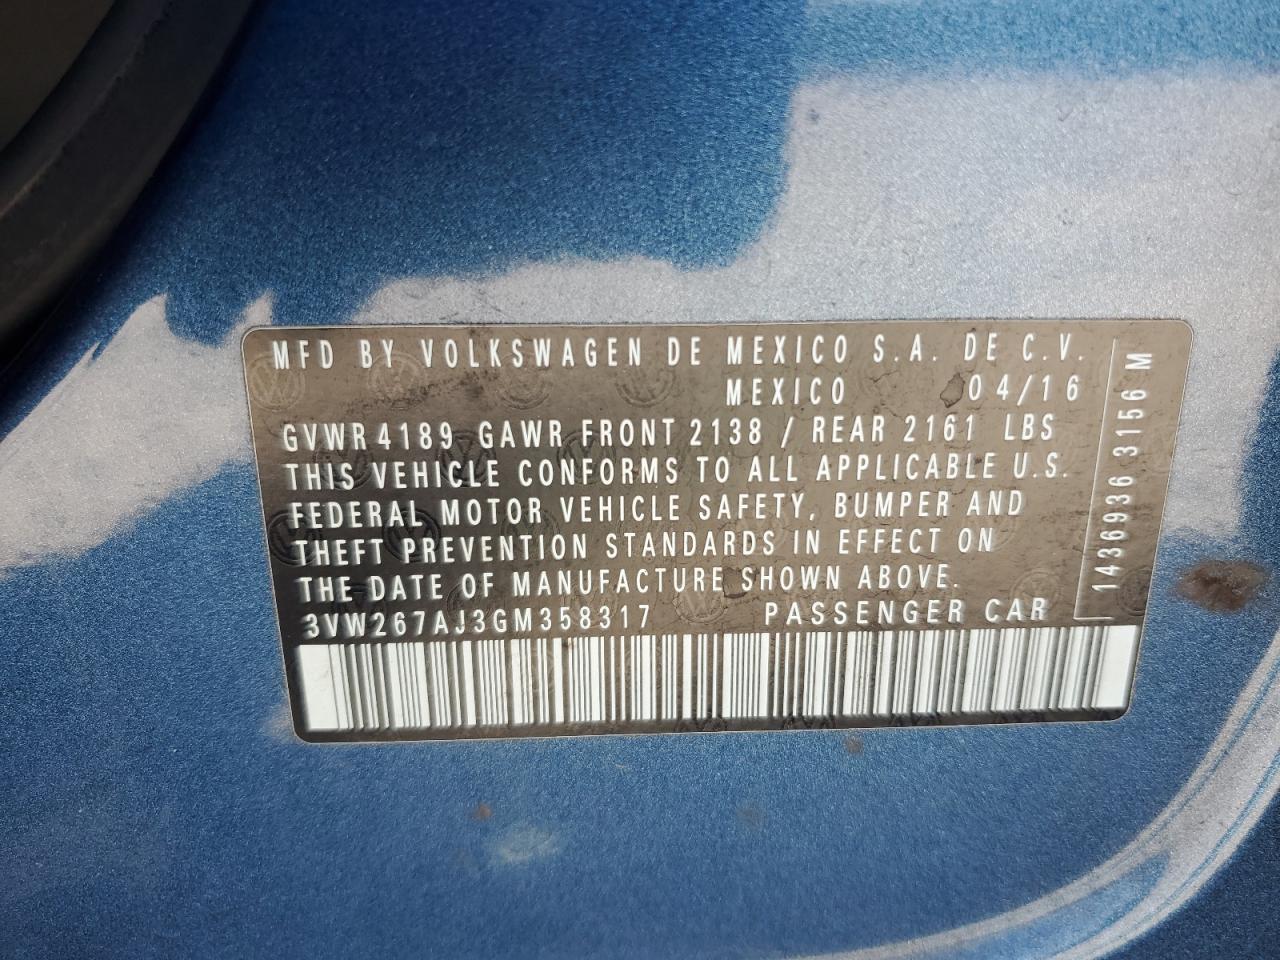 MFD BY VOLKSWAGEN DE MEXICO S.A. DE C.V.
MEXICO 04/16
GVWR 4189 GAWR FRONT 2138 / REAR 2161 LBS
THIS VEHICLE CONFORMS TO ALL APPLICABLE U.S.
FEDERAL MOTOR VEHICLE SAFETY, BUMPER AND
THEFT PREVENTION STANDARDS IN EFFECT ON
THE DATE OF MANUFACTURE SHOWN ABOVE.
3VW267AJ3GM358317 PASSENGER CAR
1436936 3156 M